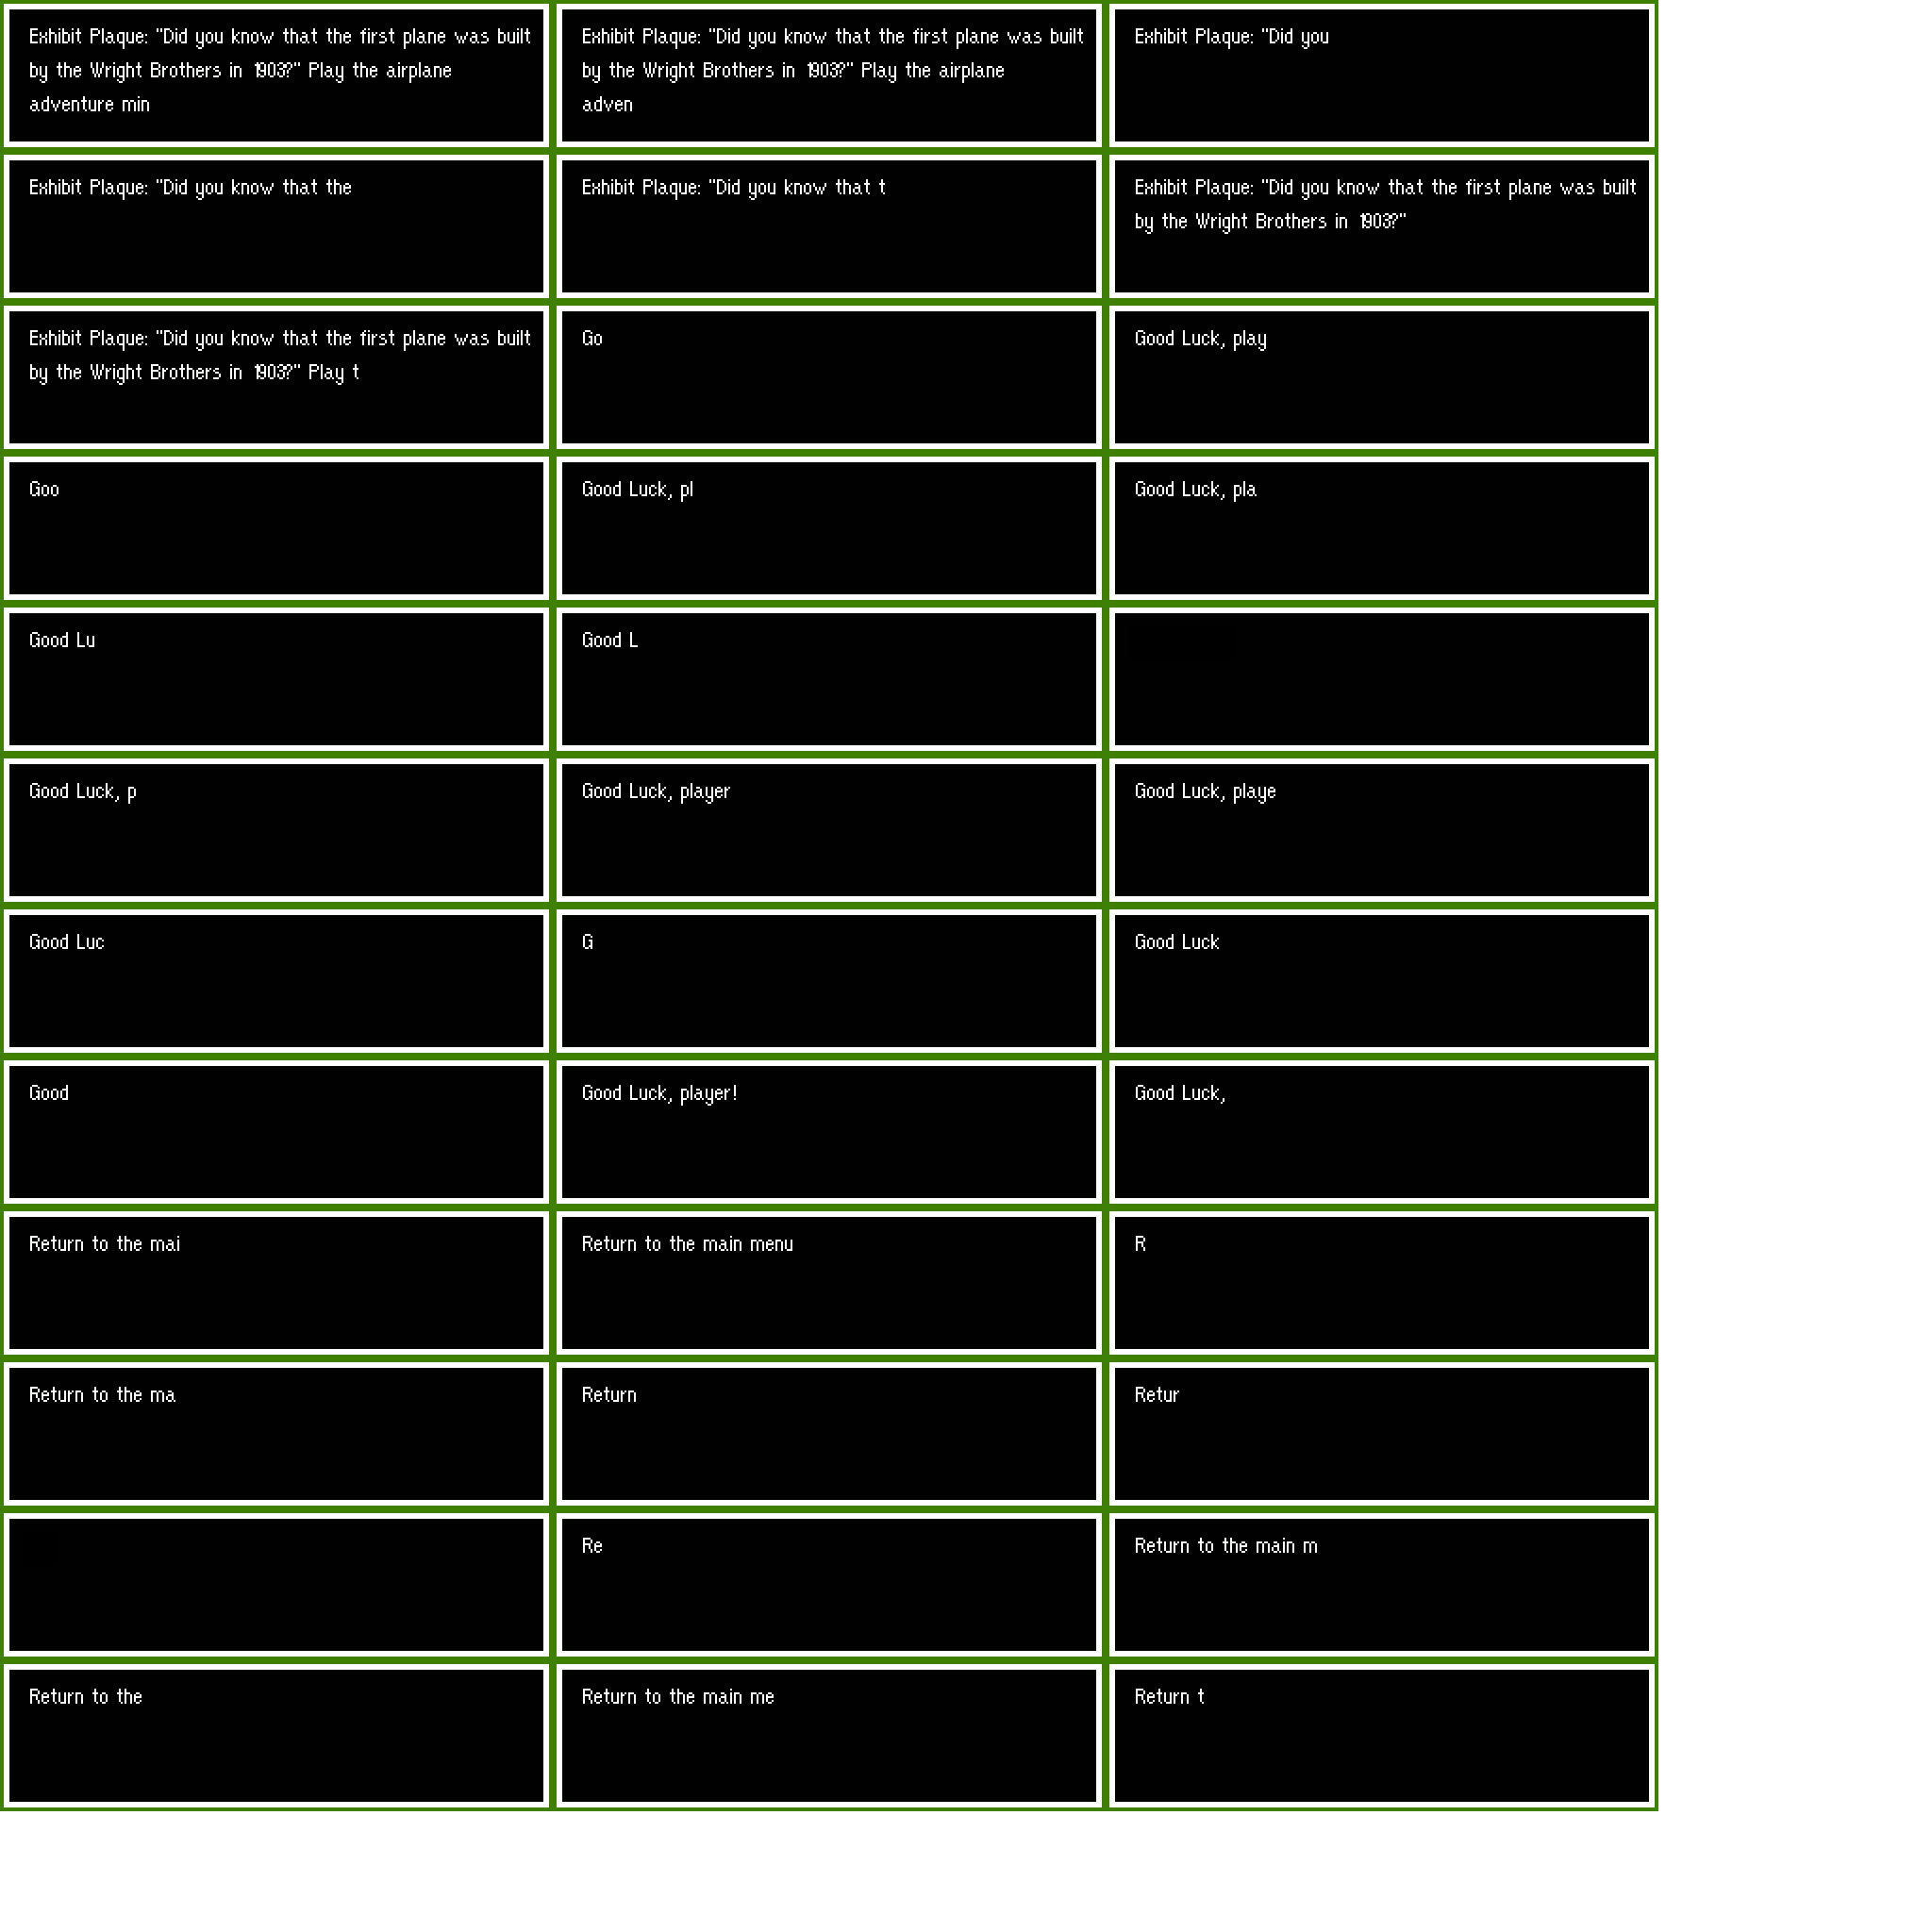 Exhibit Plaque: "Did you know that the first plane was built
by the Wright Brothers in 1903?" Play the airplane
adventure min
Exhibit Plaque: "Did you know that the first plane was built
by the Wright Brothers in 1903?" Play the airplane
adven
Exhibit Plaque: "Did you
Exhibit Plaque: "Did you know that the
Exhibit Plaque: "Did you know that t
Exhibit Plaque: "Did you know that the first plane was built
by the Wright Brothers in 1903?"
Exhibit Plaque: "Did you know that the first plane was built
by the Wright Brothers in 1903?" Play t
Go
Good Luck, play
Goo
Good Luck, pl
Good Luck, pla
Good Lu
Good L
Good Luck, p
Good Luck, player
Good Luck, playe
Good Luc
G
Good Luck
Good
Good Luck, player!
Good Luck,
Return to the mai
Return to the main menu
R
Return to the ma
Return
Retur
Re
Return to the main m
Return to the
Return to the main me
Return t